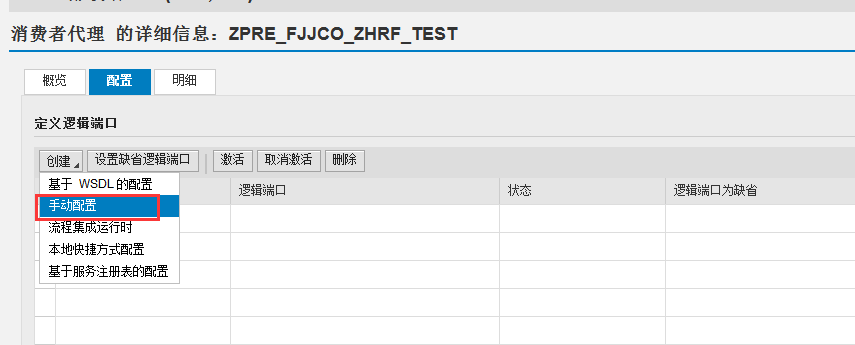 消费者代理 的详细信息：ZPRE_FJJCO_ZHRF_TEST
概览 配置 明细
定义逻辑端口
创建 设置缺省逻辑端口 激活 取消激活 删除
逻辑端口 状态 逻辑端口为缺省
基于 WSDL的配置
手动配置
流程集成运行时
本地快捷方式配置
基于服务注册表的配置